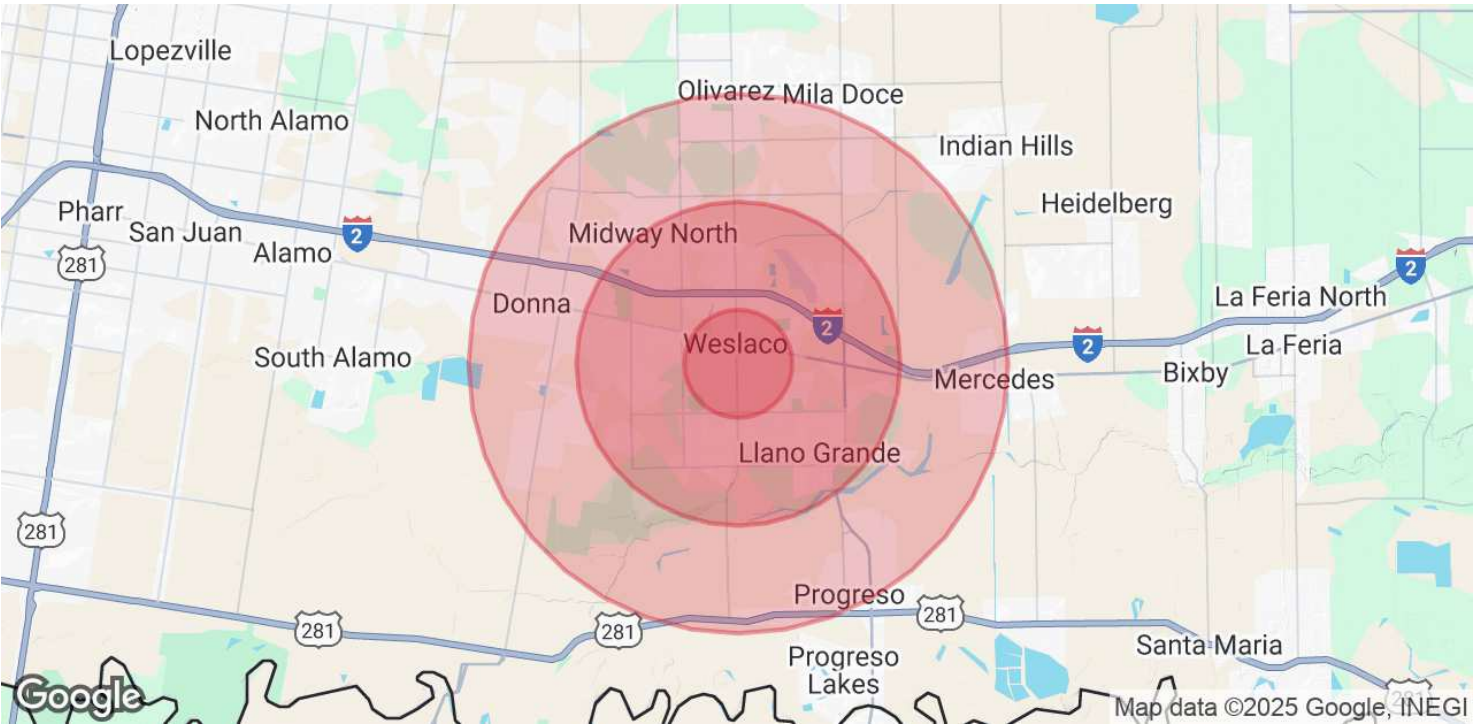 Lopezville
Olivarez
Mila Doce
North Alamo
Indian Hills
Heidelberg
Pharr
San Juan
Midway North
2
Alamo
281
2
La Feria North
Donna
2
Weslaco
2
La Feria
South Alamo
Mercedes
Bixby
Llano Grande
281
Progreso
281
281
281
Santa Maria
Progreso
Lakes
281
Google
Map data ©2025 Google, INEGI